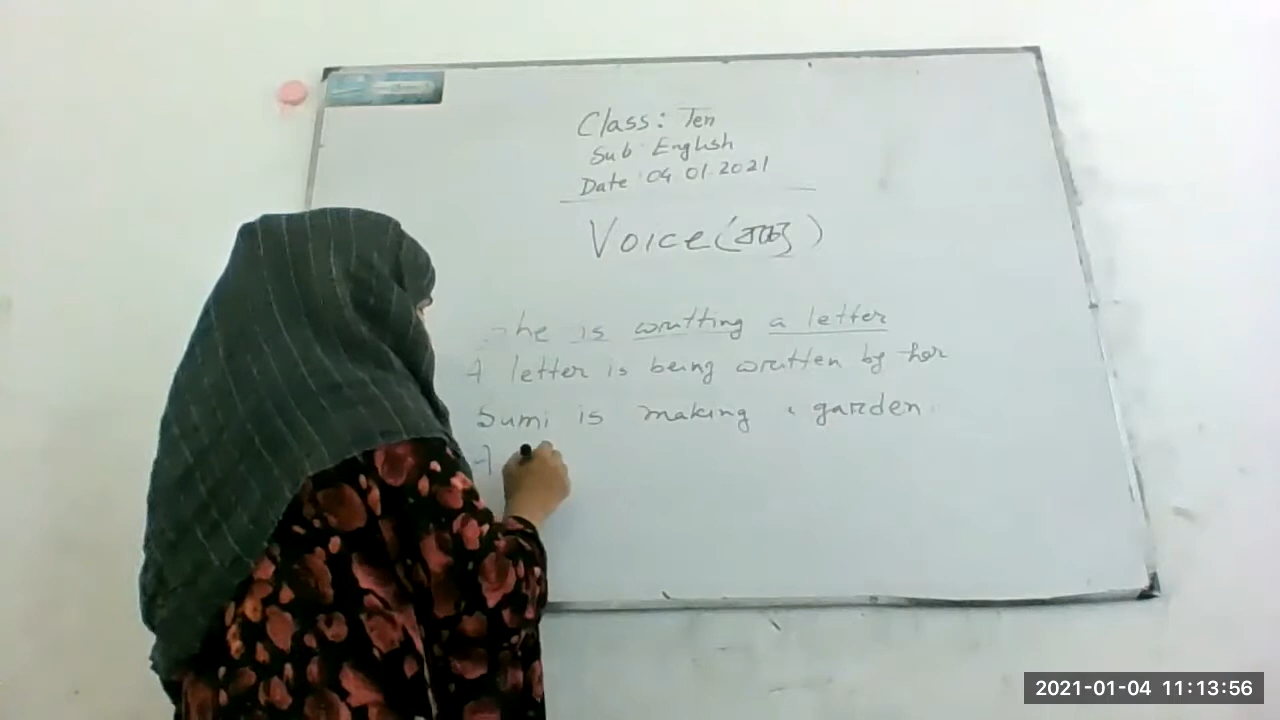 Class: Ten
Sub English
Date 04 01 2021
Voice (বাচ্য)
She is writting a letter
A letter is being written by her
Sumi is making a garden.
A
2021-01-04 11:13:56